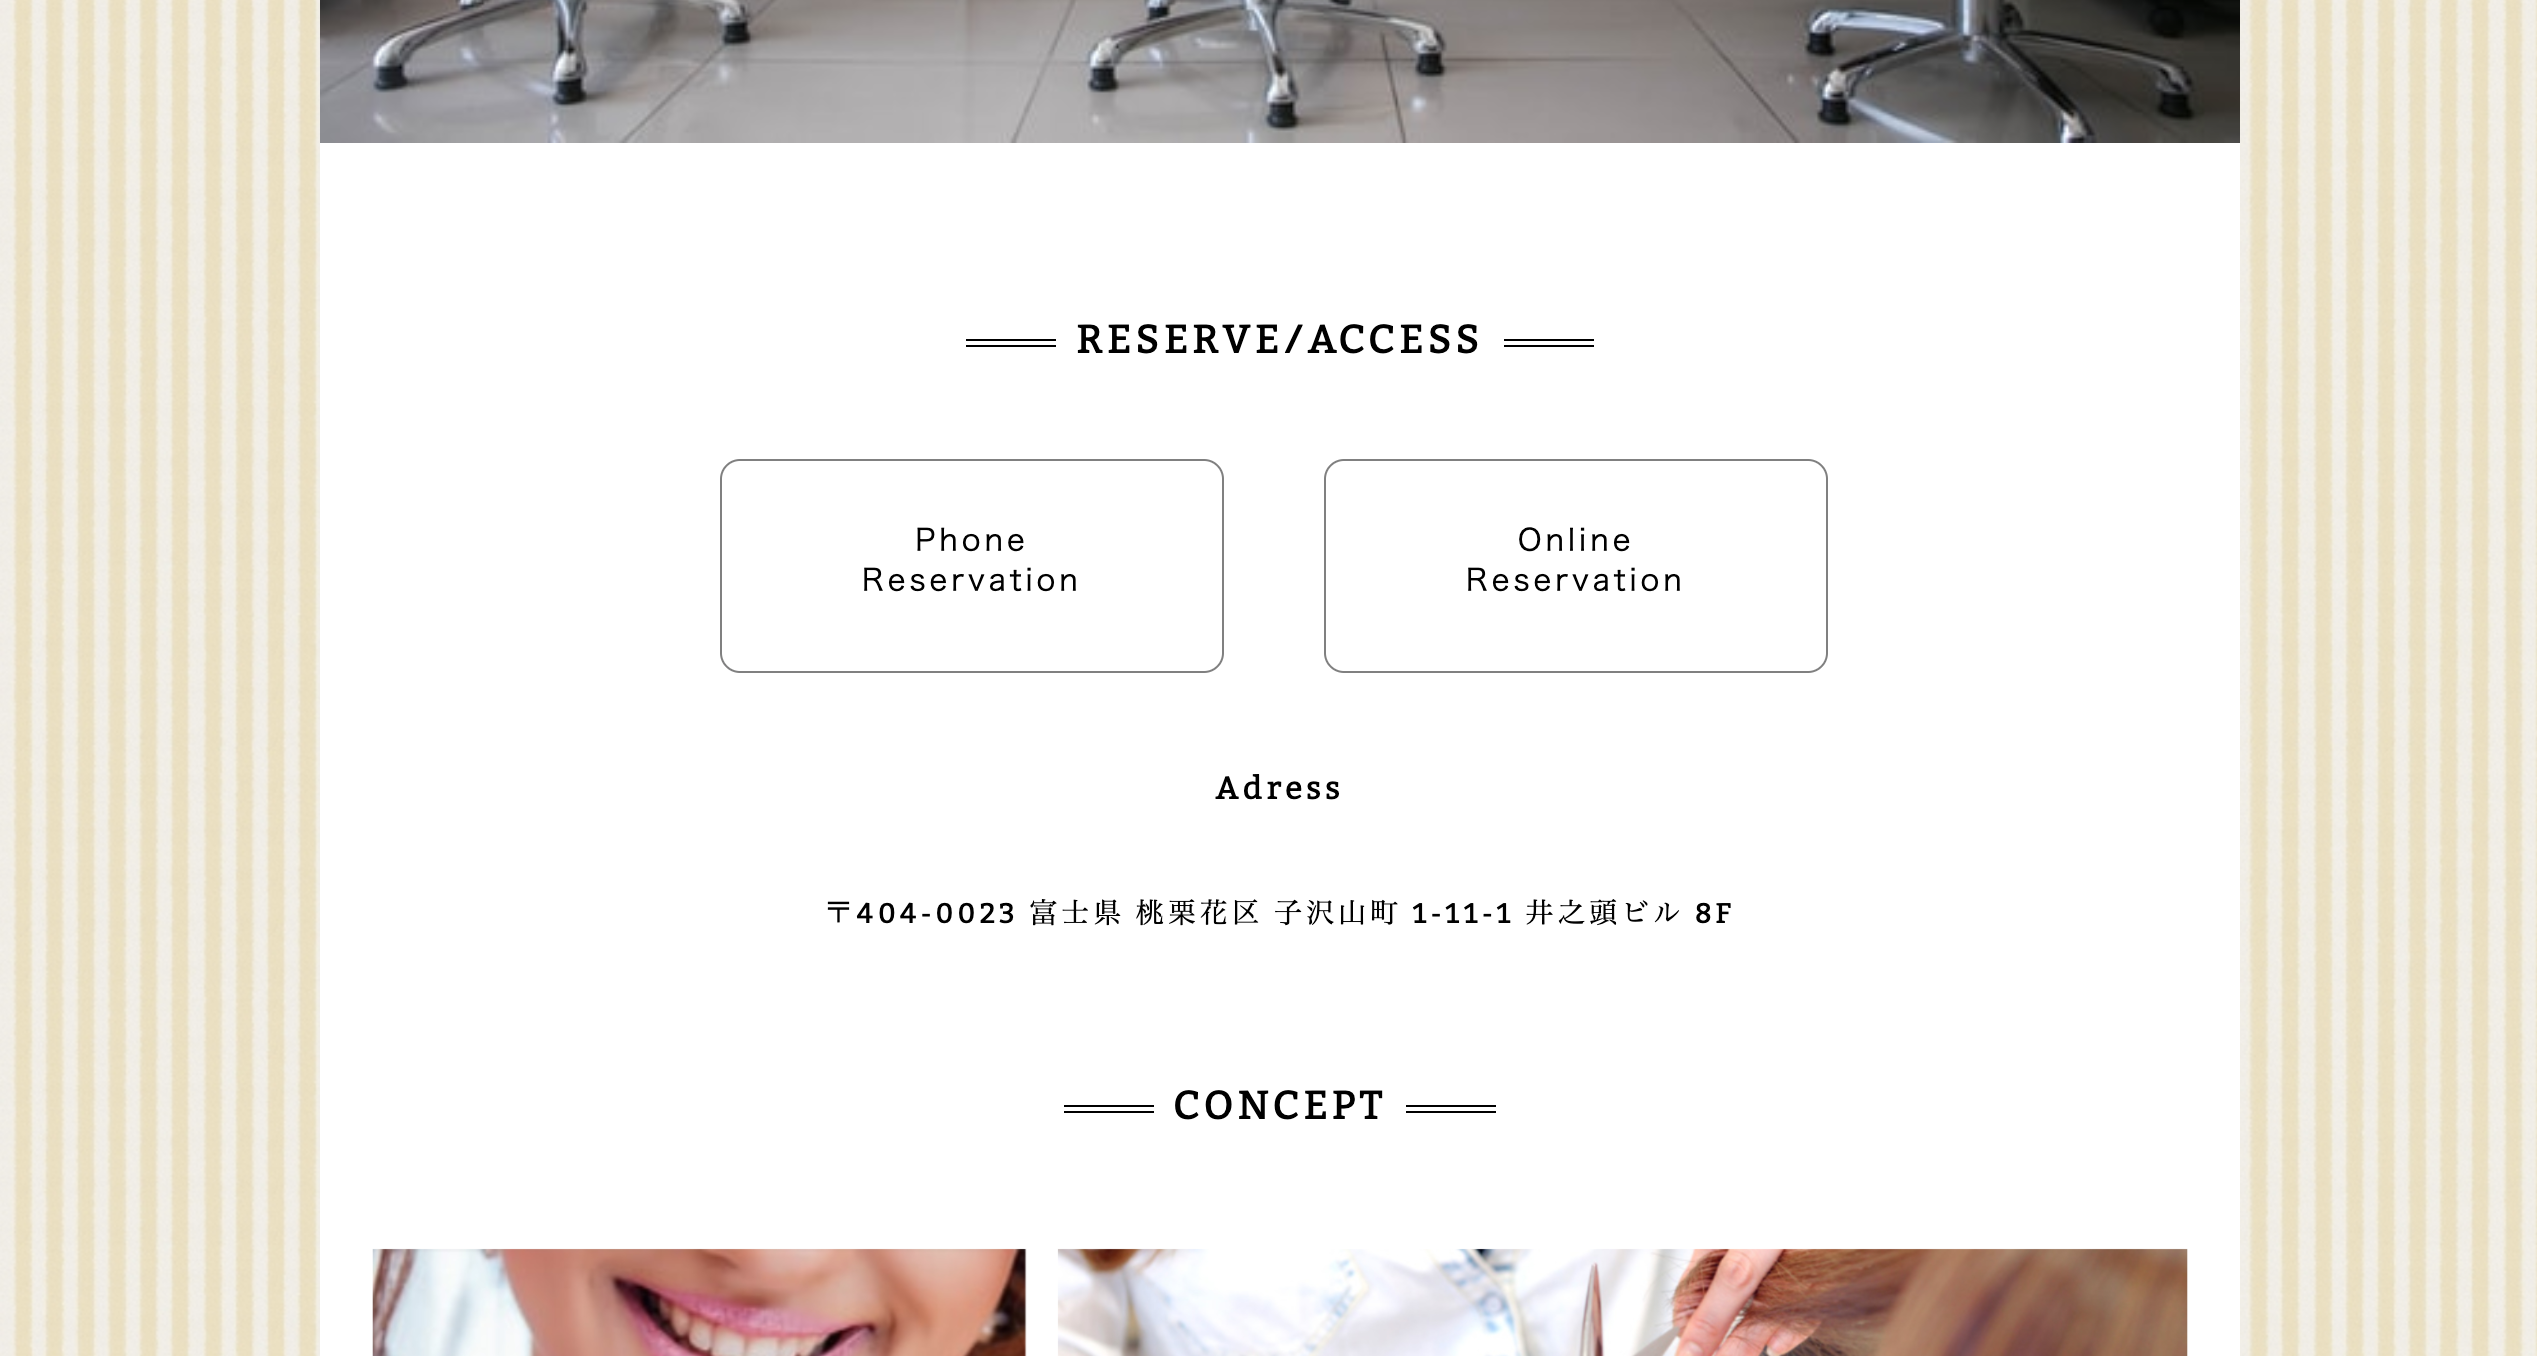 RESERVE/ACCESS
Phone
Reservation
Online
Reservation
Adress
〒404-0023 富士県 桃栗花区 子沢山町 1-11-1 井之頭ビル 8F
CONCEPT